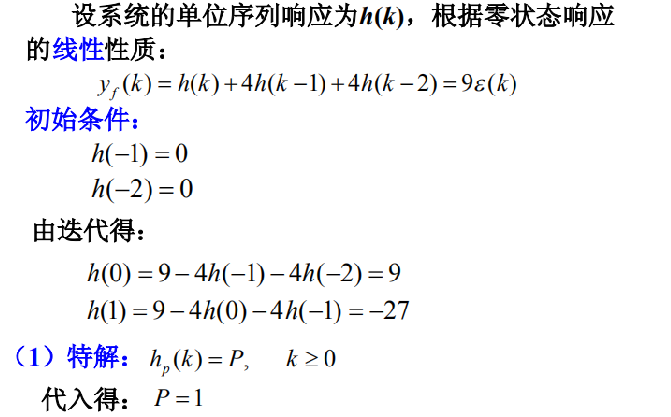 设系统的单位序列响应为h(k)，根据零状态响应
的线性性质：
y_f(k) = h(k) + 4h(k−1) + 4h(k−2) = 9ε(k)
初始条件：
h(−1) = 0
h(−2) = 0
由迭代得：
h(0) = 9 − 4h(−1) − 4h(−2) = 9
h(1) = 9 − 4h(0) − 4h(−1) = −27
（1）特解： h_p(k) = P, k ≥ 0
代入得： P = 1